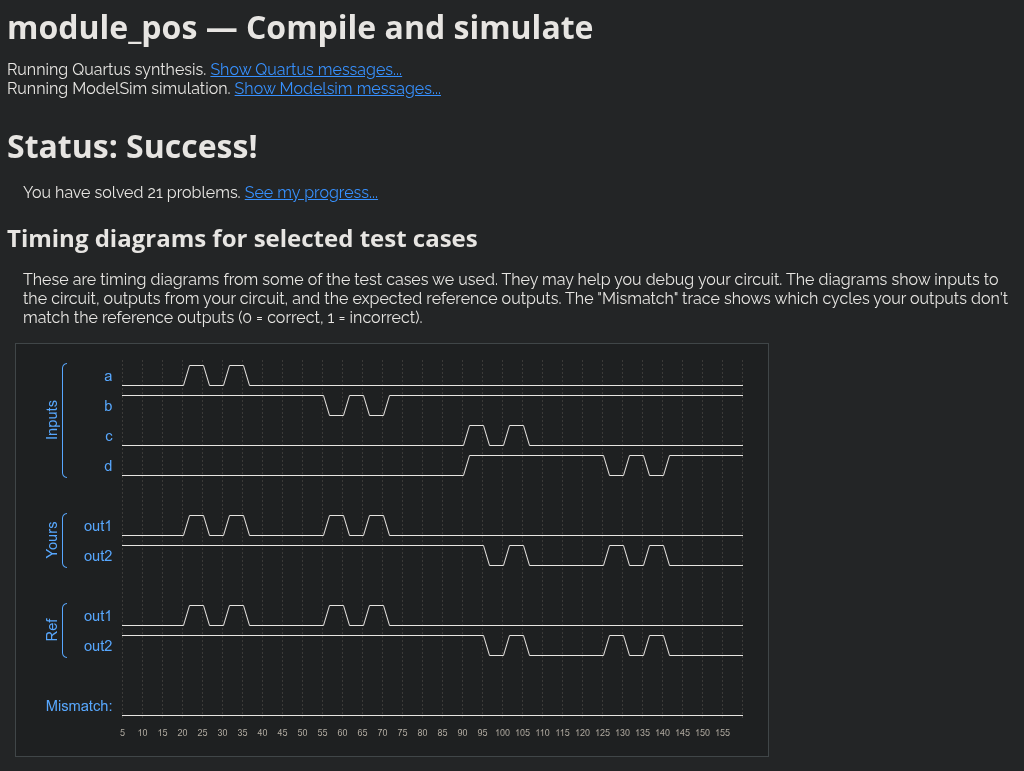 module_pos — Compile and simulate
Running Quartus synthesis. Show Quartus messages...
Running ModelSim simulation. Show Modelsim messages...
Status: Success!
You have solved 21 problems. See my progress...
Timing diagrams for selected test cases
These are timing diagrams from some of the test cases we used. They may help you debug your circuit. The diagrams show inputs to
the circuit, outputs from your circuit, and the expected reference outputs. The "Mismatch" trace shows which cycles your outputs don't
match the reference outputs (0 = correct, 1 = incorrect).
Inputs
a
b
c
d
Yours
out1
out2
Ref
out1
out2
Mismatch:
5 10 15 20 25 30 35 40 45 50 55 60 65 70 75 80 85 90 95 100 105 110 115 120 125 130 135 140 145 150 155